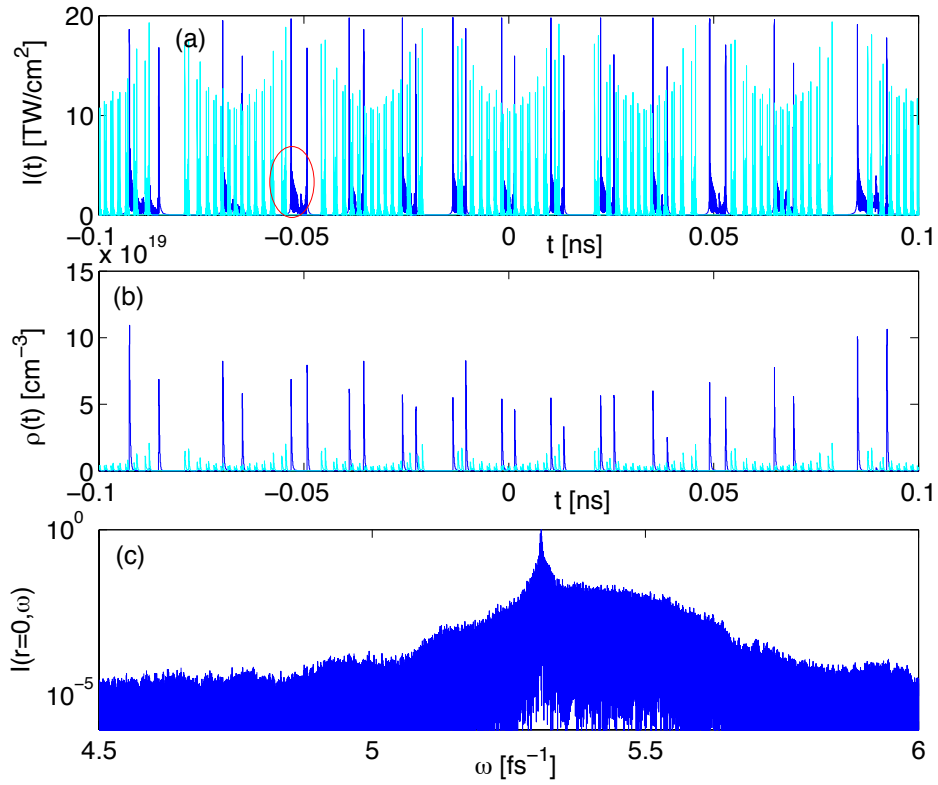 (a)
I(t) [TW/cm²]
20
10
0
−0.1 −0.05 0 0.05 0.1
t [ns]
x 10¹⁹
(b)
ρ(t) [cm⁻³]
15
10
5
0
−0.1 −0.05 0 0.05 0.1
t [ns]
(c)
I(r=0,ω)
10⁰
10⁻⁵
4.5 5 5.5 6
ω [fs⁻¹]